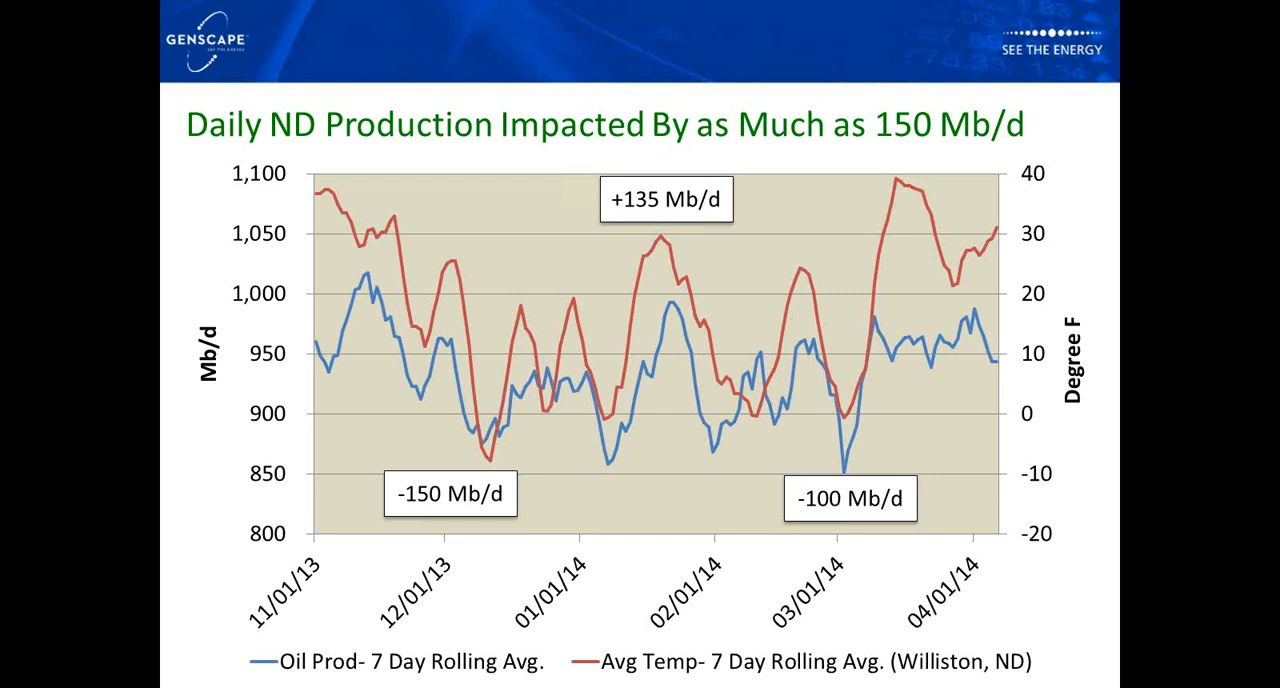 GENSCAPE
SEE THE ENERGY
SEE THE ENERGY
Daily ND Production Impacted By as Much as 150 Mb/d
1,100
1,050
1,000
950
900
850
800
Mb/d
+135 Mb/d
-150 Mb/d
-100 Mb/d
40
30
20
10
0
-10
-20
Degree F
11/01/13
12/01/13
01/01/14
02/01/14
03/01/14
04/01/14
Oil Prod- 7 Day Rolling Avg.
Avg Temp- 7 Day Rolling Avg. (Williston, ND)